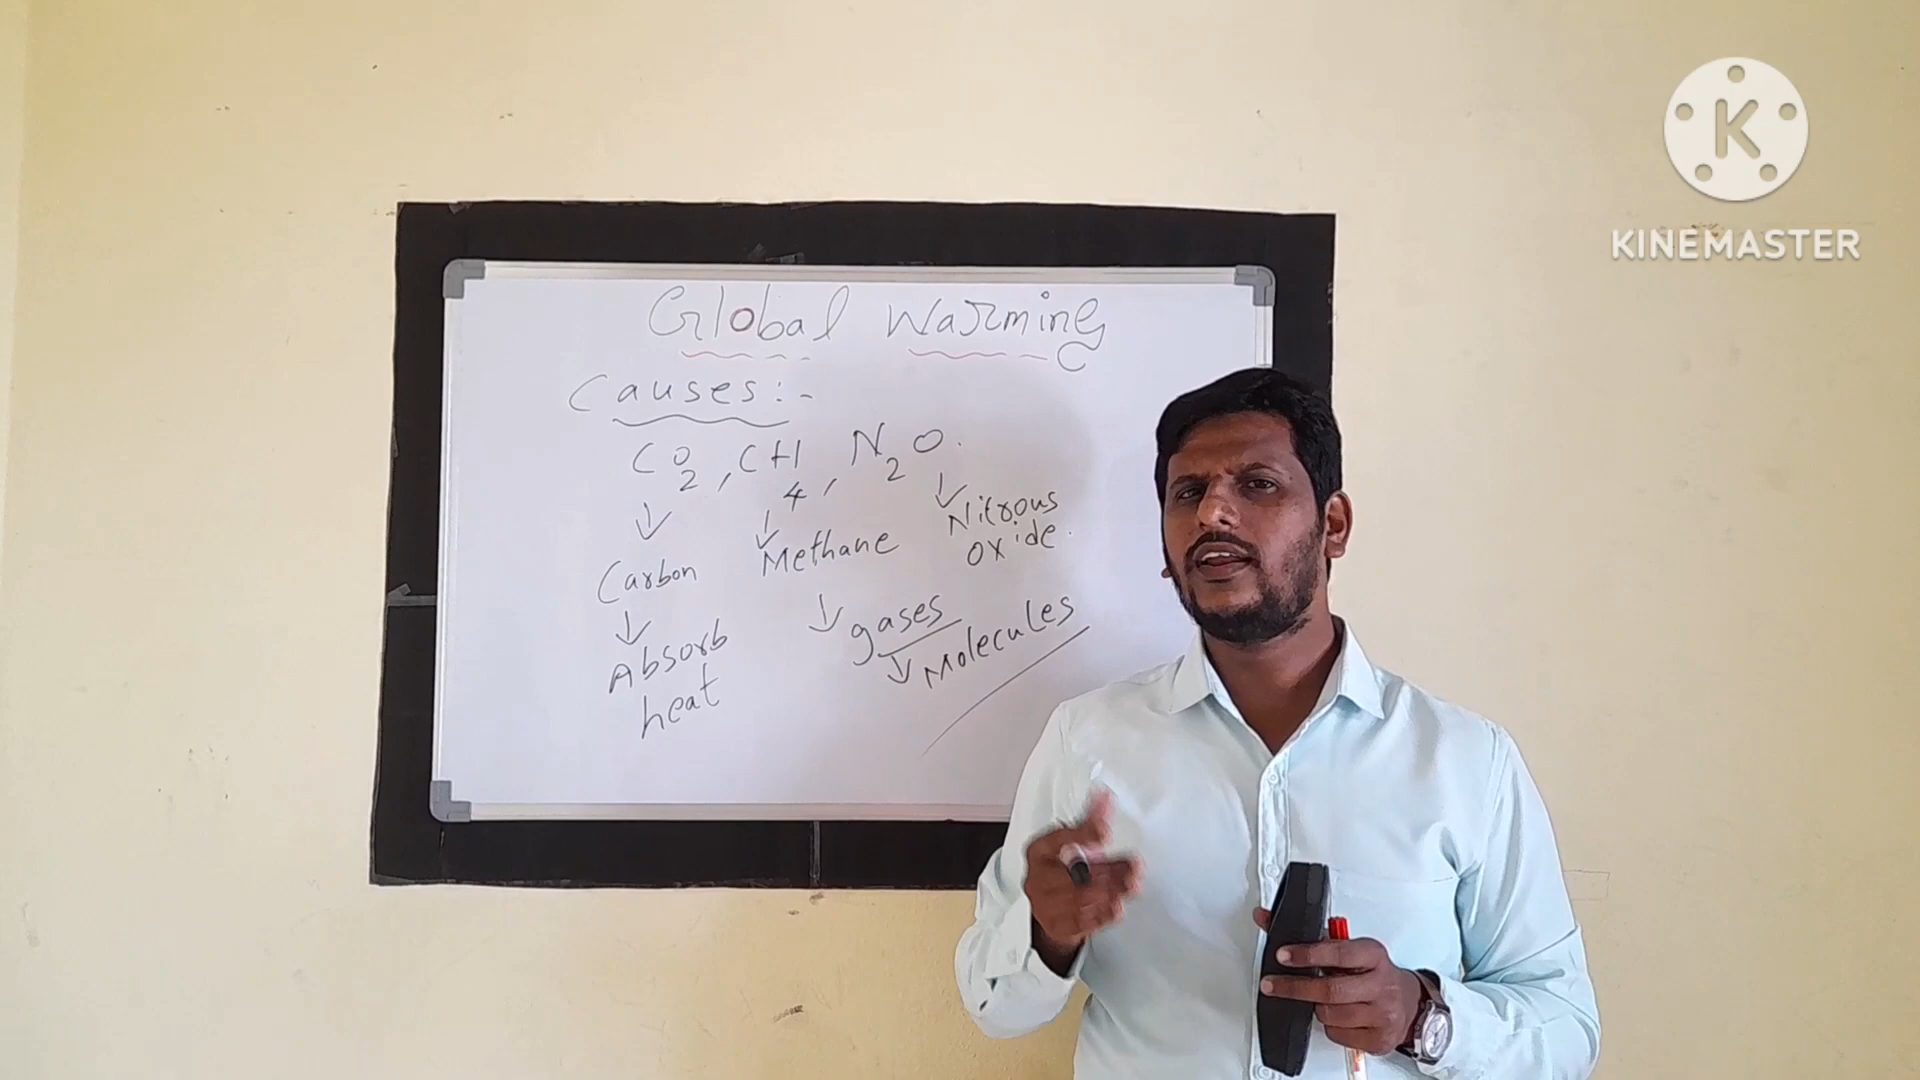 Global Warming
Causes:-
CO2, CH4, N2O.
Carbon
Methane
Nitrous
oxide.
Absorb
heat
gases
Molecules
K
KINEMASTER